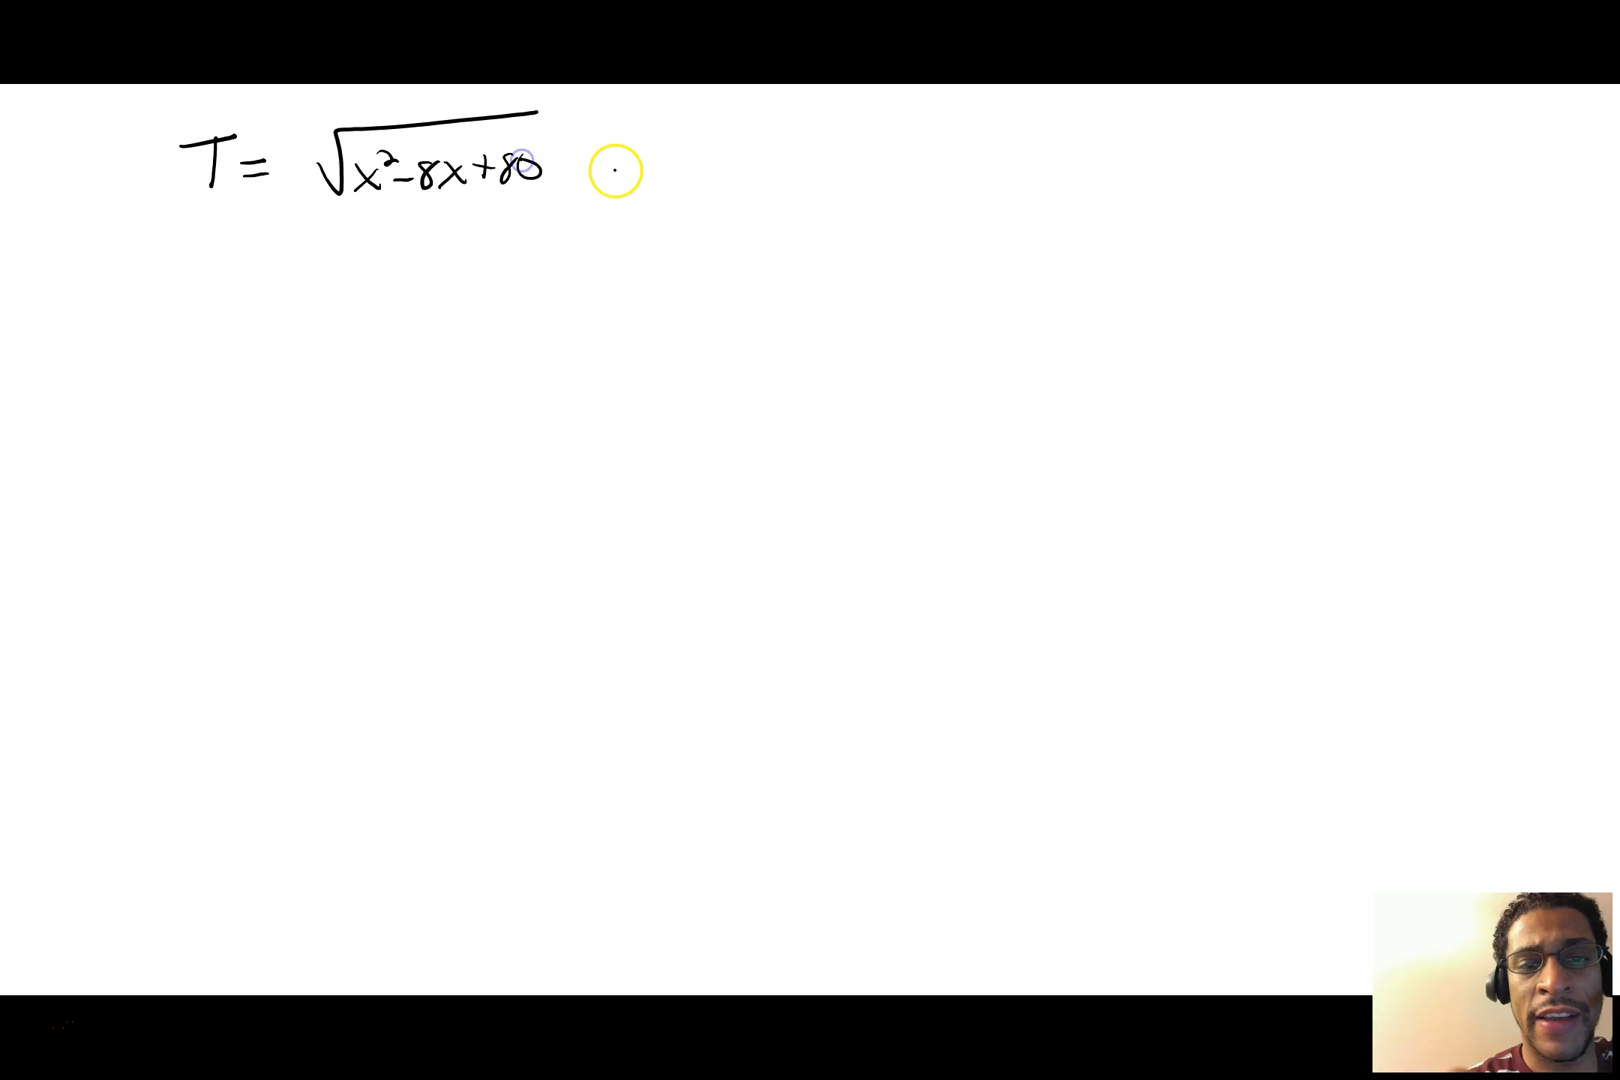 T = √x²-8x+80